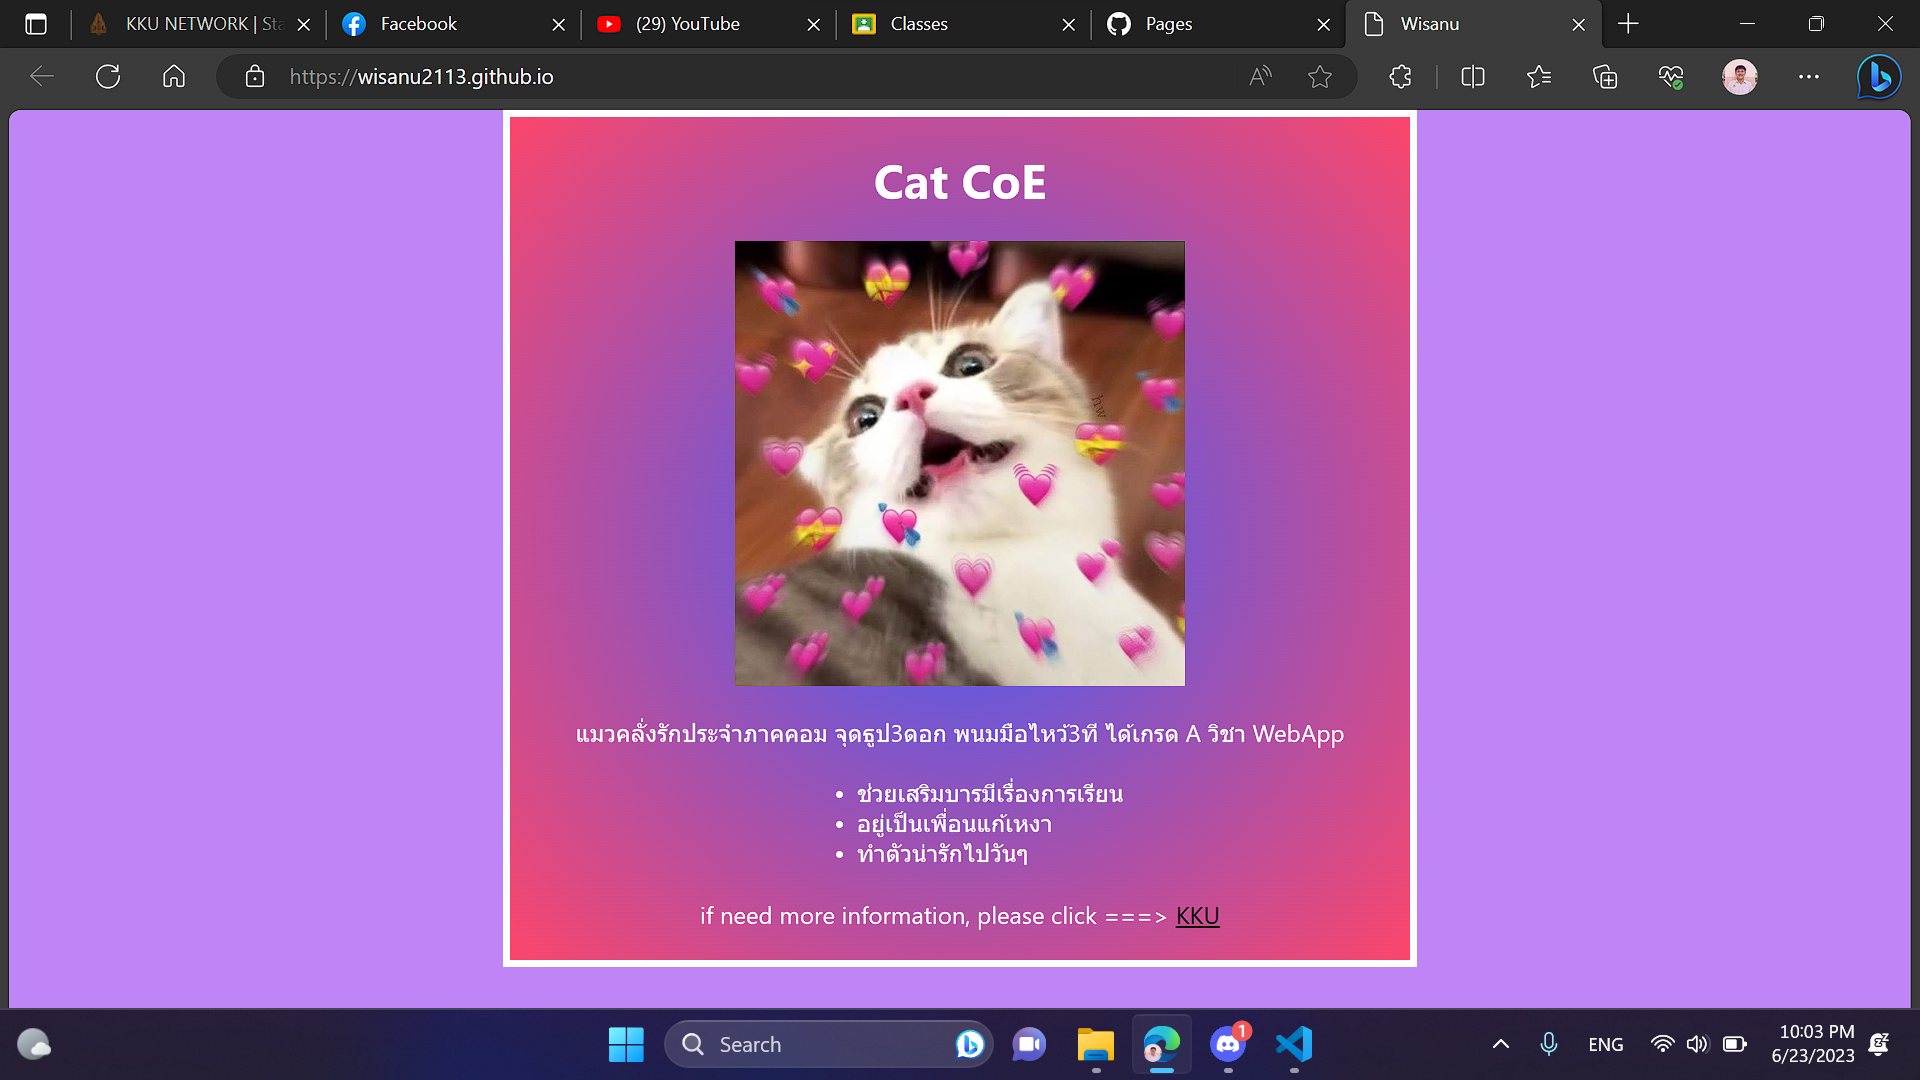 KKU NETWORK | Sta
Facebook
(29) YouTube
Classes
Pages
Wisanu
https://wisanu2113.github.io
Cat CoE
hw
แมวคลั่งรักประจำภาคคอม จุดธูป3ดอก พนมมือไหว้3ที ได้เกรด A วิชา WebApp
• ช่วยเสริมบารมีเรื่องการเรียน
• อยู่เป็นเพื่อนแก้เหงา
• ทำตัวน่ารักไปวันๆ
if need more information, please click ===> KKU
Search
1
ENG
10:03 PM
6/23/2023